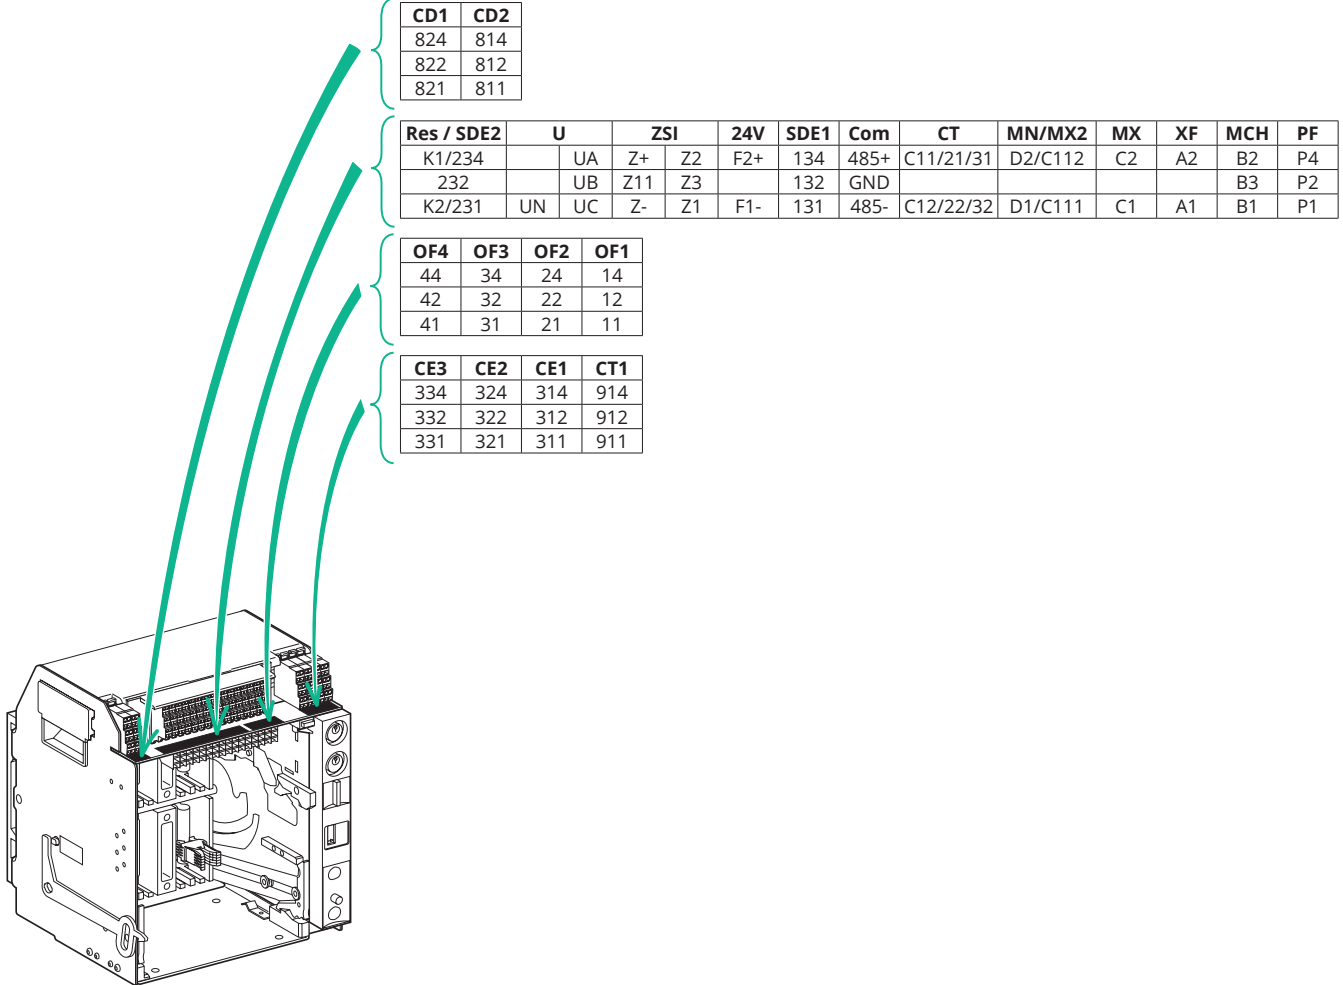 CD1 CD2
824 814
822 812
821 811
Res / SDE2 U ZSI 24V SDE1 Com CT MN/MX2 MX XF MCH PF
K1/234 UA Z+ Z2 F2+ 134 485+ C11/21/31 D2/C112 C2 A2 B2 P4
232 UB Z11 Z3 132 GND B3 P2
K2/231 UN UC Z- Z1 F1- 131 485- C12/22/32 D1/C111 C1 A1 B1 P1
OF4 OF3 OF2 OF1
44 34 24 14
42 32 22 12
41 31 21 11
CE3 CE2 CE1 CT1
334 324 314 914
332 322 312 912
331 321 311 911